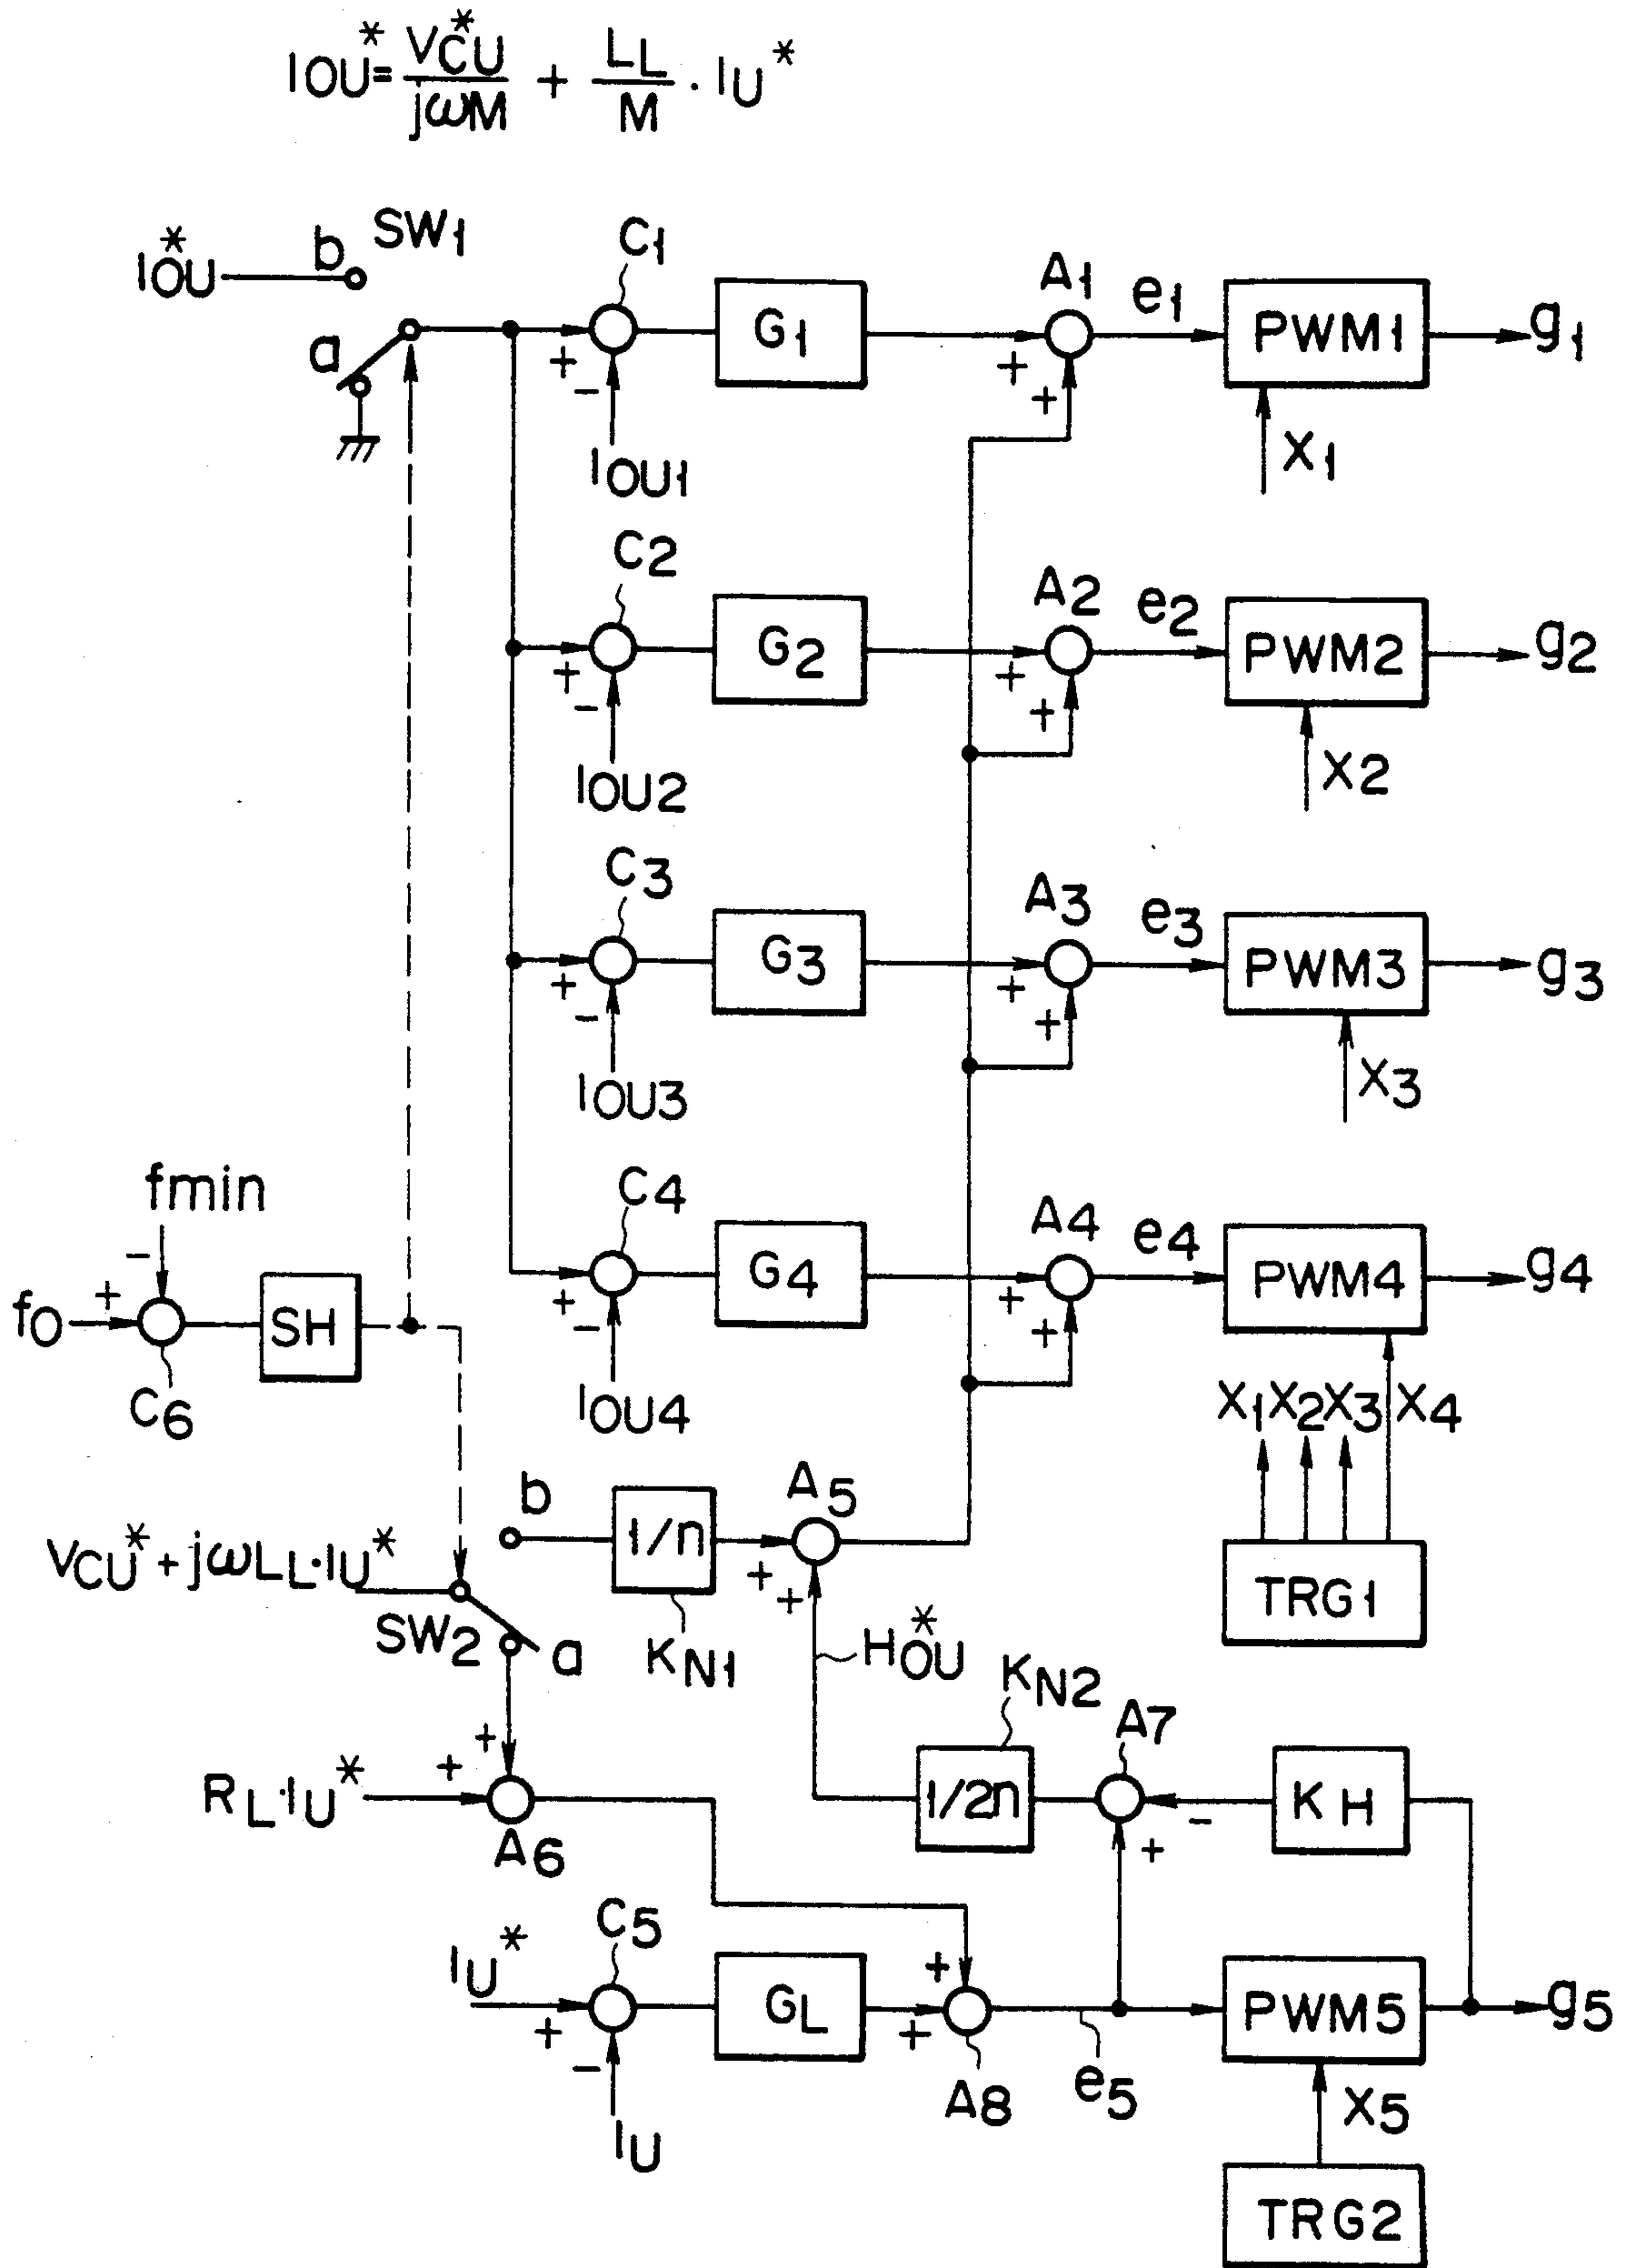 IOU* = VCU* / jωM + LL / M · IU*
SW1
b
IOU*
a
C1
+
−
IOU1
G1
A1
+
+
e1
PWM1
g1
X1
C2
+
−
IOU2
G2
A2
+
+
e2
PWM2
g2
X2
C3
+
−
IOU3
G3
A3
+
+
e3
PWM3
g3
X3
fmin
−
+
fO
C6
SH
C4
+
−
IOU4
G4
A4
+
+
e4
PWM4
g4
X1 X2 X3 X4
TRG1
VCU* + jωLL·IU*
SW2
b
a
1/n
KN1
A5
+
+
HOU*
KN2
1/2n
A7
−
+
KH
RL·IU*
+
+
A6
IU*
C5
+
−
IU
GL
+
+
A8
e5
PWM5
g5
X5
TRG2